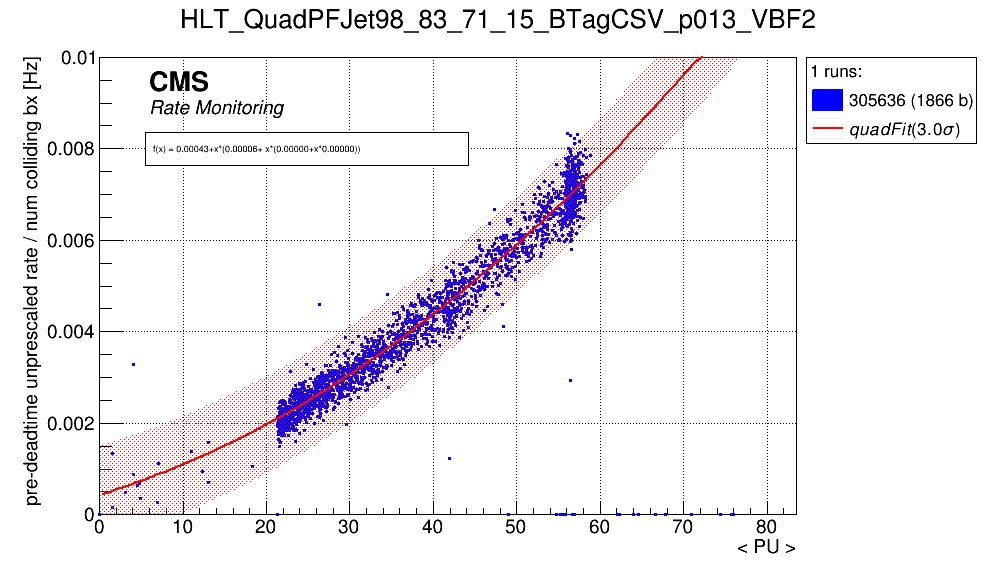 HLT_QuadPFJet98_83_71_15_BTagCSV_p013_VBF2
pre-deadtime unprescaled rate / num colliding bx [Hz]
0.01
0.008
0.006
0.004
0.002
0
CMS
Rate Monitoring
f(x) = 0.00043+x*(0.00006+ x*(0.00000+x*0.00000))
1 runs:
305636 (1866 b)
quadFit(3.0σ)
0 10 20 30 40 50 60 70 80
< PU >